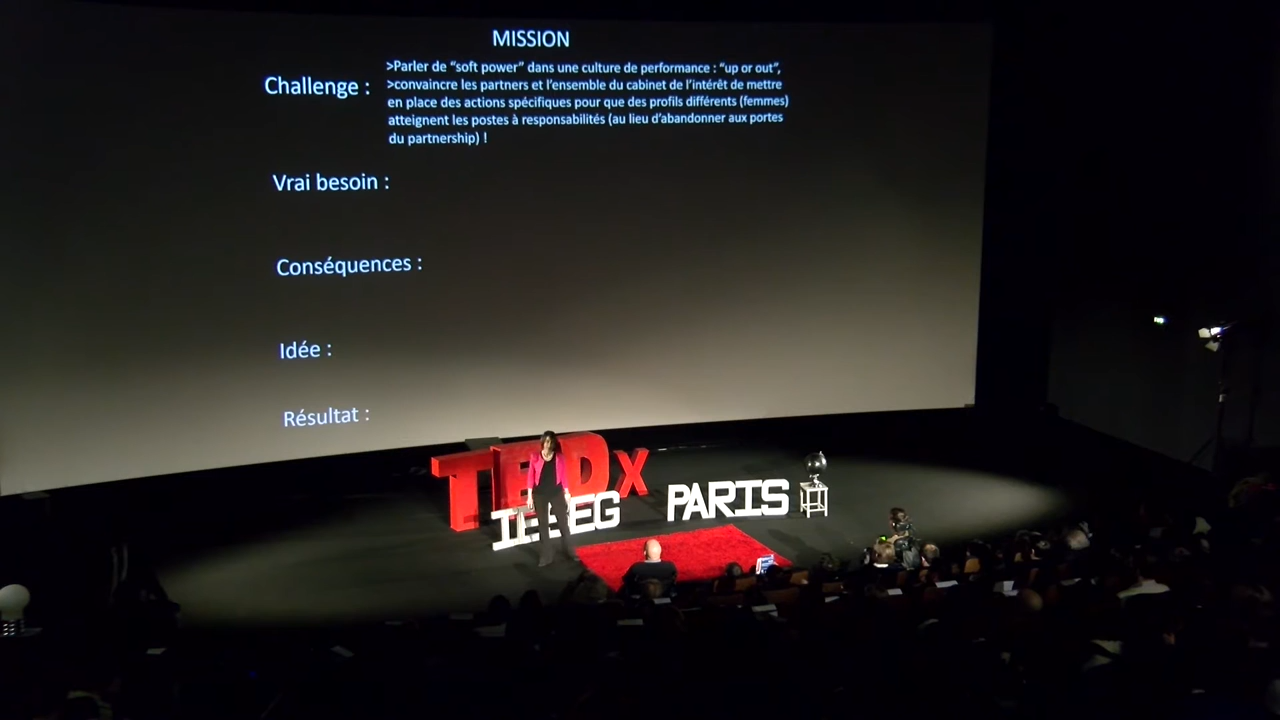 MISSION
Challenge :
>Parler de “soft power” dans une culture de performance : “up or out”,
>convaincre les partners et l’ensemble du cabinet de l’intérêt de mettre
en place des actions spécifiques pour que des profils différents (femmes)
atteignent les postes à responsabilités (au lieu d’abandonner aux portes
du partnership) !
Vrai besoin :
Conséquences :
Idée :
Résultat :
TEDx
PARIS